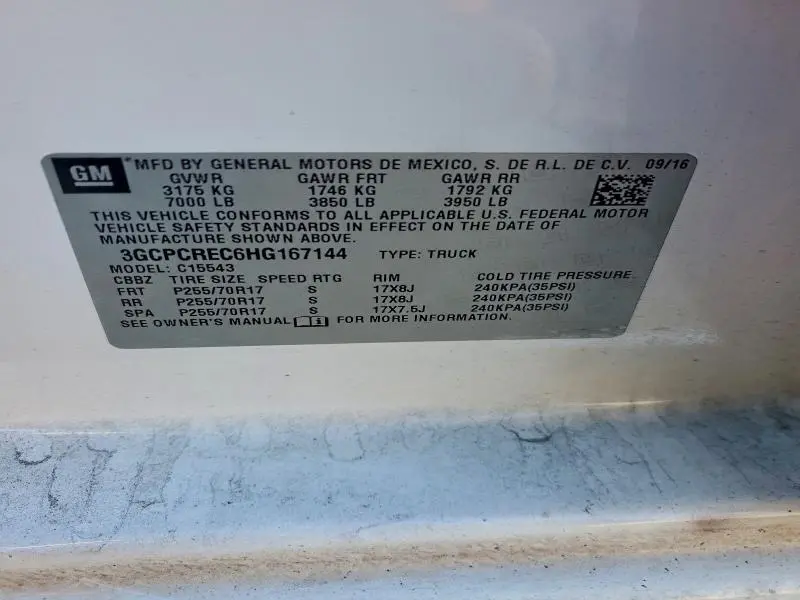 GM *MFD BY GENERAL MOTORS DE MEXICO, S. DE R.L. DE C.V. 09/16
GVWR GAWR FRT GAWR RR
3175 KG 1746 KG 1792 KG
7000 LB 3850 LB 3950 LB
THIS VEHICLE CONFORMS TO ALL APPLICABLE U.S. FEDERAL MOTOR
VEHICLE SAFETY STANDARDS IN EFFECT ON THE DATE OF
MANUFACTURE SHOWN ABOVE.
3GCPCREC6HG167144 TYPE: TRUCK
MODEL: C15543
CBBZ TIRE SIZE SPEED RTG RIM COLD TIRE PRESSURE
FRT P255/70R17 S 17X8J 240KPA(35PSI)
RR P255/70R17 S 17X8J 240KPA(35PSI)
SPA P255/70R17 S 17X7.5J 240KPA(35PSI)
SEE OWNER'S MANUAL FOR MORE INFORMATION.